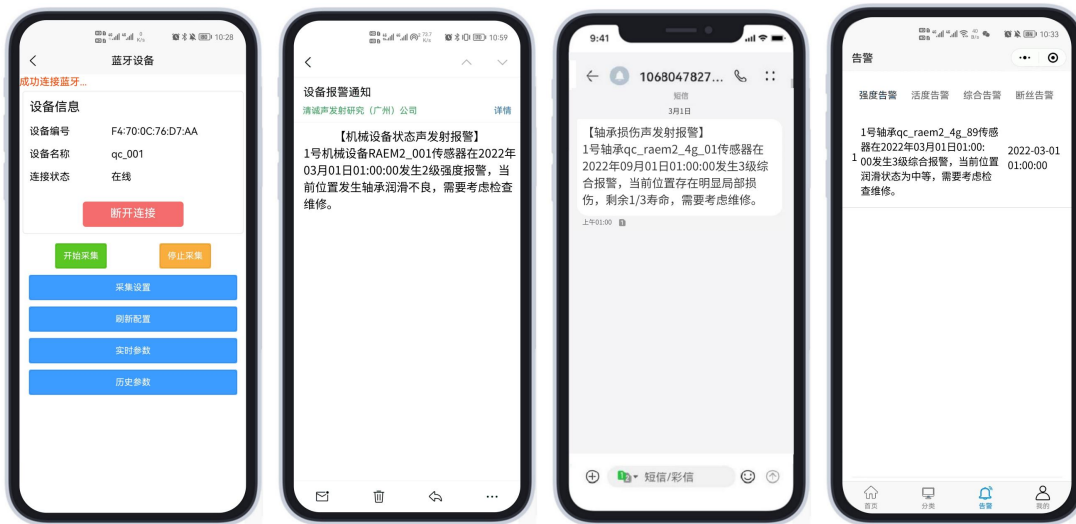 10:28
蓝牙设备
成功连接蓝牙...
设备信息
设备编号 F4:70:0C:76:D7:AA
设备名称 qc_001
连接状态 在线
断开连接
开始采集 停止采集
采集设置
刷新配置
实时参数
历史参数
10:59
设备报警通知
清诚声发射研究（广州）公司 详情
【机械设备状态声发射报警】
1号机械设备RAEM2_001传感器在2022年
03月01日01:00:00发生2级强度报警，当
前位置发生轴承润滑不良，需要考虑检查
维修。
9:41
1068047827...
短信
3月1日
【轴承损伤声发射报警】
1号轴承qc_raem2_4g_01传感器在
2022年09月01日01:00:00发生3级综
合报警，当前位置存在明显局部损
伤，剩余1/3寿命，需要考虑维修。
上午01:00
短信/彩信
10:33
告警
强度告警 活度告警 综合告警 断丝告警
1
1号轴承qc_raem2_4g_89传感
器在2022年03月01日01:00:
00发生3级综合报警，当前位置
润滑状态为中等，需要考虑检
查维修。
2022-03-01
01:00:00
首页 分类 告警 我的